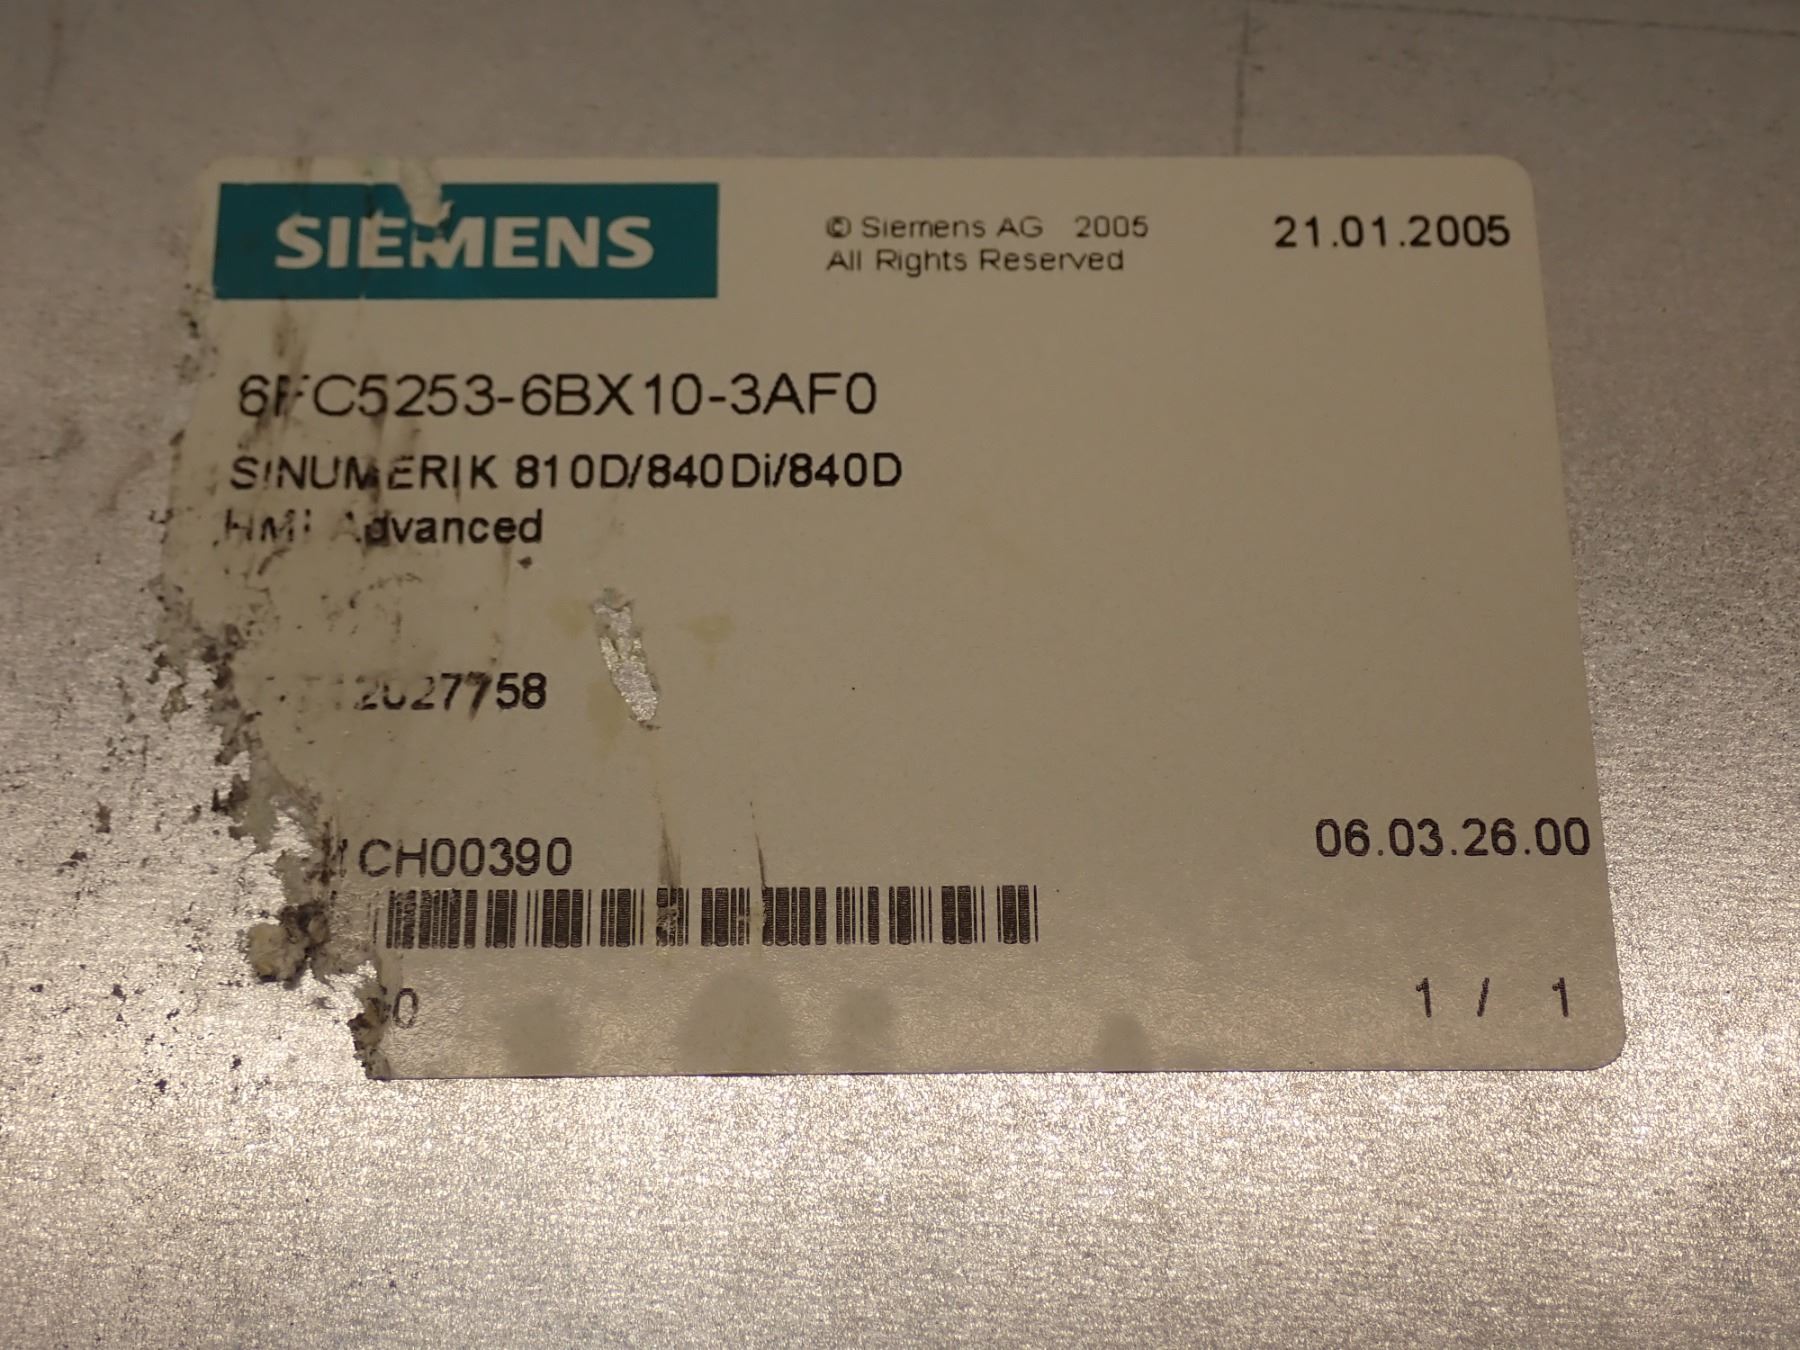 SIEMENS
© Siemens AG 2005
All Rights Reserved
21.01.2005
6FC5253-6BX10-3AF0
SINUMERIK 810D/840Di/840D
HMI Advanced
CH00390
06.03.26.00
1 / 1